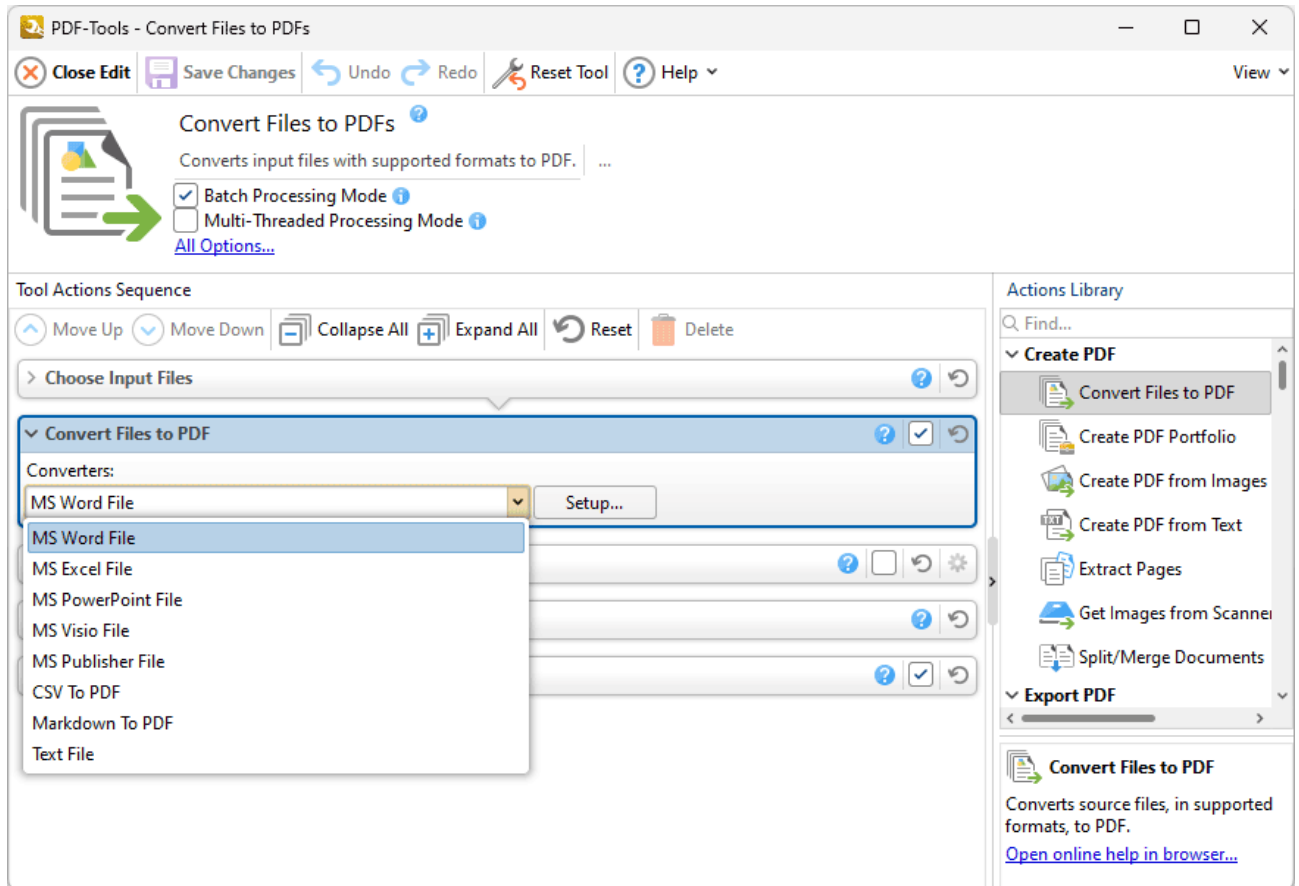 PDF-Tools - Convert Files to PDFs
Close Edit Save Changes Undo Redo Reset Tool Help View
Convert Files to PDFs
Converts input files with supported formats to PDF. ...
Batch Processing Mode
Multi-Threaded Processing Mode
All Options...
Tool Actions Sequence
Move Up Move Down Collapse All Expand All Reset Delete
Choose Input Files
Convert Files to PDF
Converters:
MS Word File Setup...
MS Word File
MS Excel File
MS PowerPoint File
MS Visio File
MS Publisher File
CSV To PDF
Markdown To PDF
Text File
Actions Library
Find...
Create PDF
Convert Files to PDF
Create PDF Portfolio
Create PDF from Images
TXT Create PDF from Text
Extract Pages
Get Images from Scanner
Split/Merge Documents
Export PDF
Convert Files to PDF
Converts source files, in supported
formats, to PDF.
Open online help in browser...